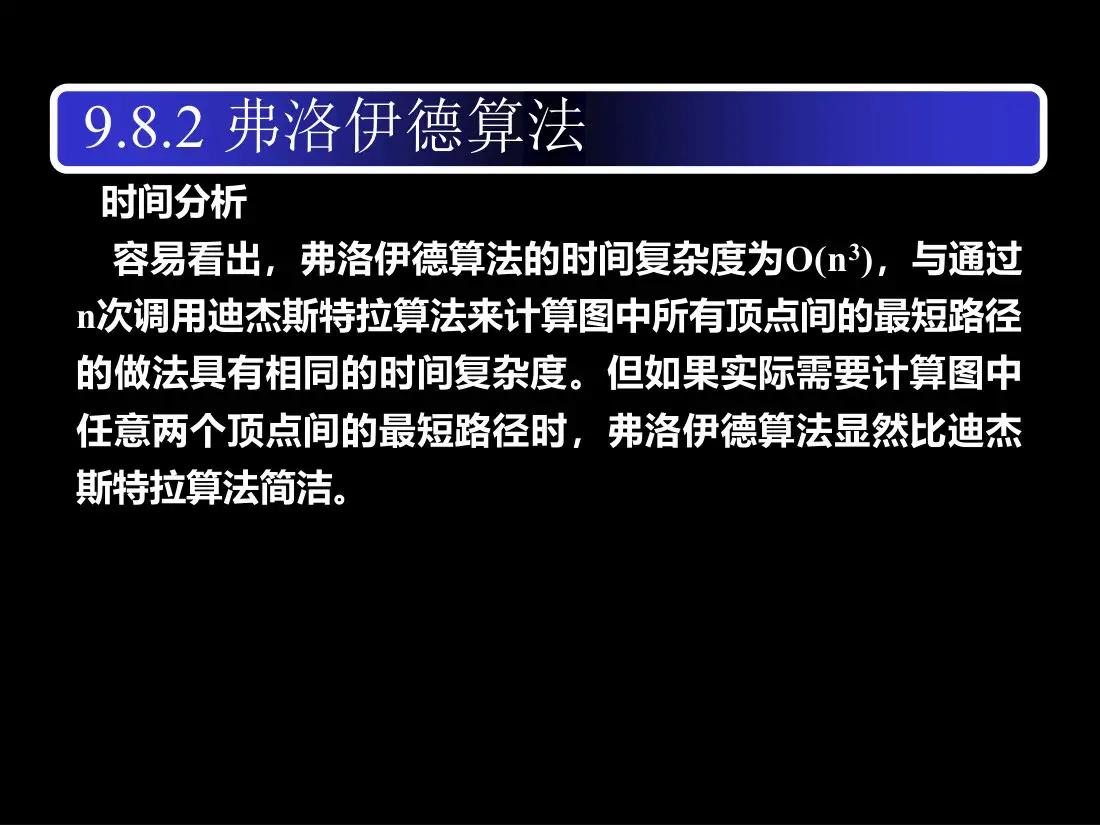 9.8.2 弗洛伊德算法
时间分析
容易看出，弗洛伊德算法的时间复杂度为O(n³)，与通过
n次调用迪杰斯特拉算法来计算图中所有顶点间的最短路径
的做法具有相同的时间复杂度。但如果实际需要计算图中
任意两个顶点间的最短路径时，弗洛伊德算法显然比迪杰
斯特拉算法简洁。